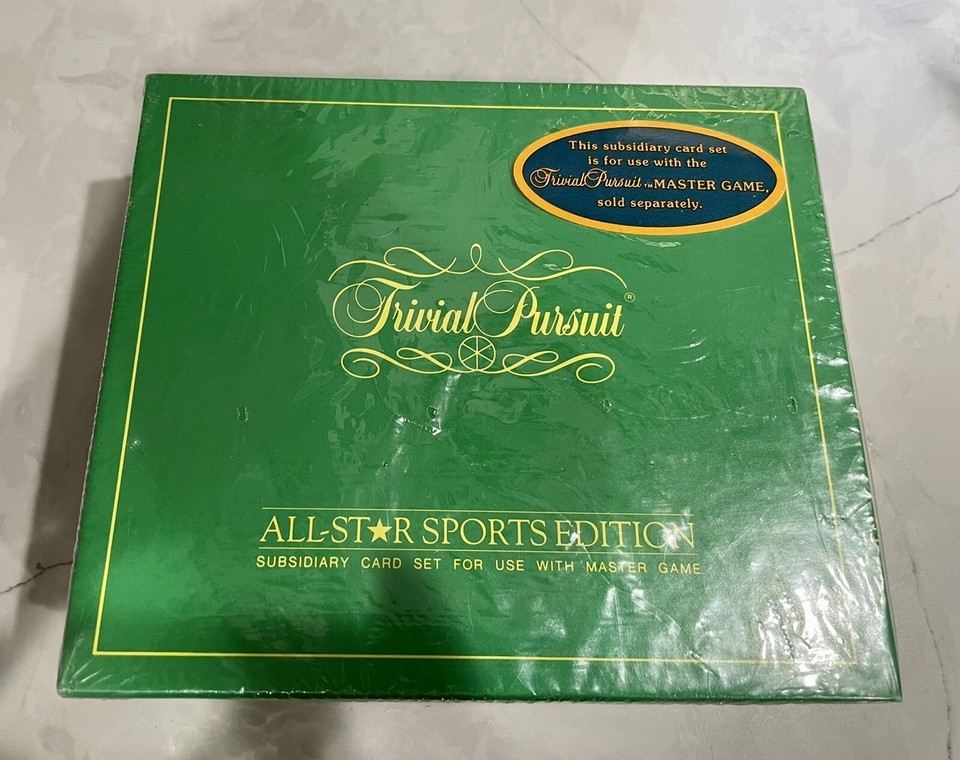 This subsidiary card set
is for use with the
Trivial Pursuit TM MASTER GAME,
sold separately.
Trivial Pursuit ®
ALL-ST★R SPORTS EDITION
SUBSIDIARY CARD SET FOR USE WITH MASTER GAME